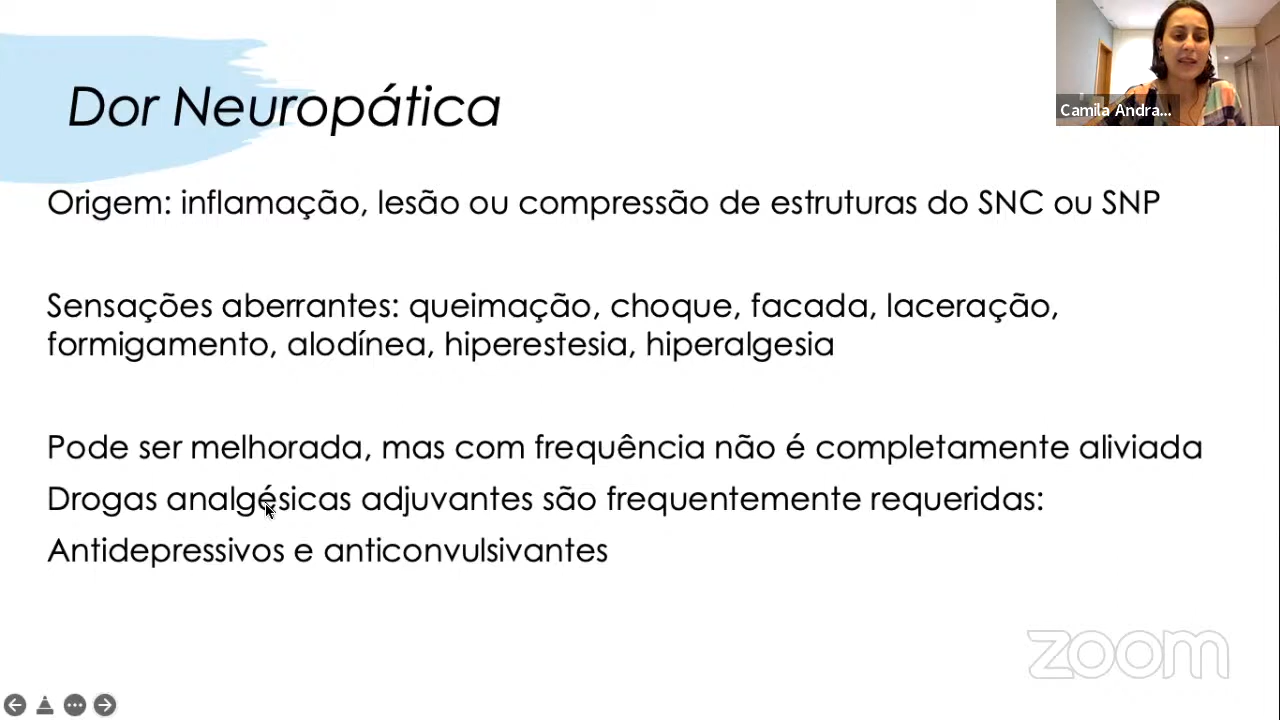 Dor Neuropática
Camila Andra...
Origem: inflamação, lesão ou compressão de estruturas do SNC ou SNP
Sensações aberrantes: queimação, choque, facada, laceração,
formigamento, alodínea, hiperestesia, hiperalgesia
Pode ser melhorada, mas com frequência não é completamente aliviada
Drogas analgésicas adjuvantes são frequentemente requeridas:
Antidepressivos e anticonvulsivantes
zoom